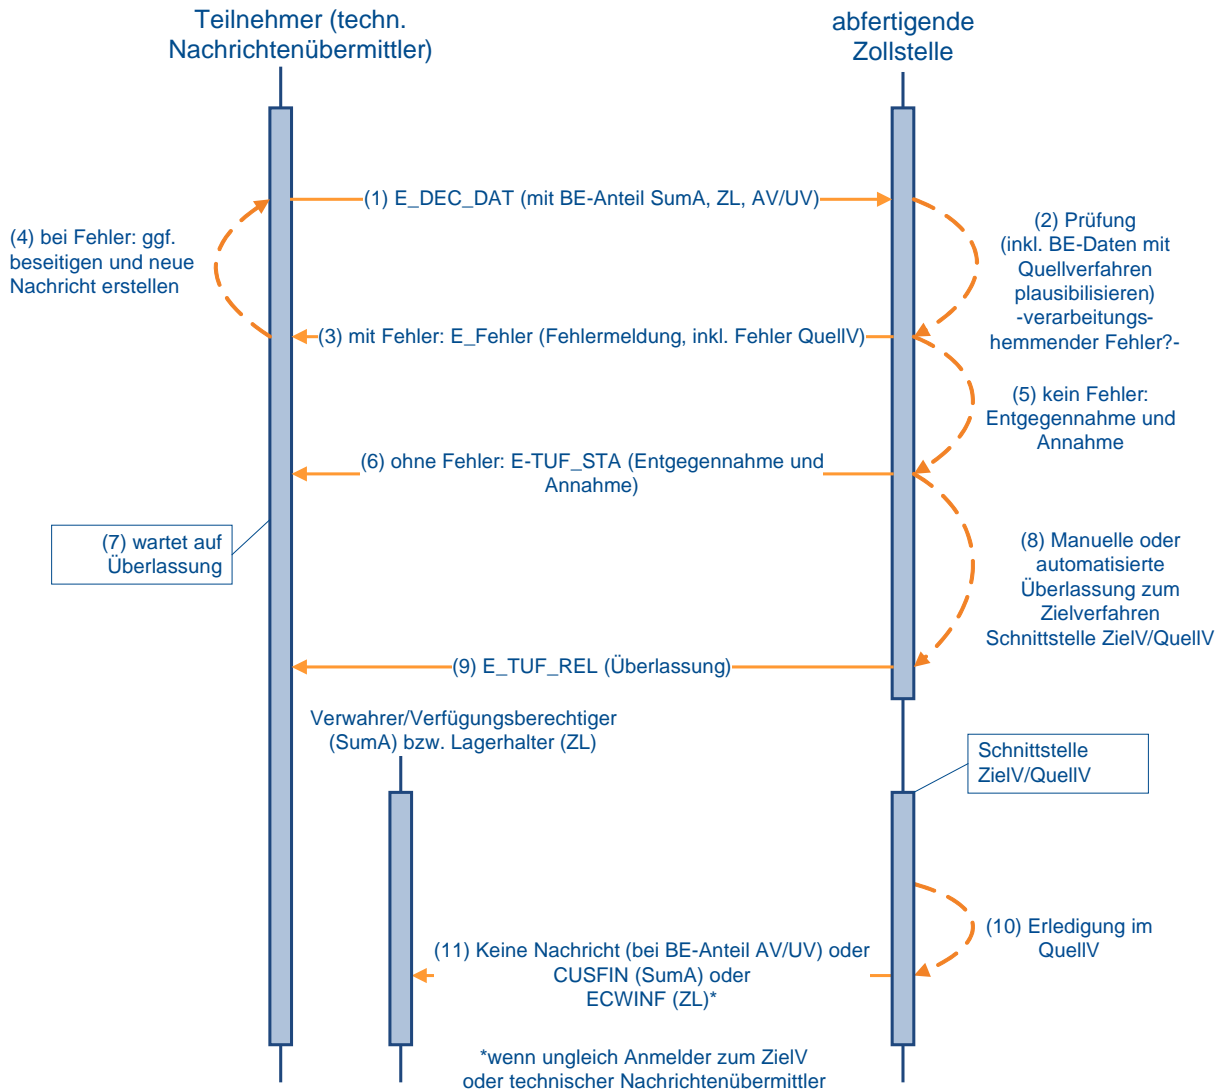 Teilnehmer (techn.
Nachrichtenübermittler)
abfertigende
Zollstelle
(1) E_DEC_DAT (mit BE-Anteil SumA, ZL, AV/UV)
(2) Prüfung
(inkl. BE-Daten mit
Quellverfahren
plausibilisieren)
-verarbeitungs-
hemmender Fehler?-
(4) bei Fehler: ggf.
beseitigen und neue
Nachricht erstellen
(3) mit Fehler: E_Fehler (Fehlermeldung, inkl. Fehler QuellV)
(5) kein Fehler:
Entgegennahme und
Annahme
(6) ohne Fehler: E-TUF_STA (Entgegennahme und
Annahme)
(7) wartet auf
Überlassung
(8) Manuelle oder
automatisierte
Überlassung zum
Zielverfahren
Schnittstelle ZielV/QuellV
(9) E_TUF_REL (Überlassung)
Verwahrer/Verfügungsberechtiger
(SumA) bzw. Lagerhalter (ZL)
Schnittstelle
ZielV/QuellV
(10) Erledigung im
QuellV
(11) Keine Nachricht (bei BE-Anteil AV/UV) oder
CUSFIN (SumA) oder
ECWINF (ZL)*
*wenn ungleich Anmelder zum ZielV
oder technischer Nachrichtenübermittler